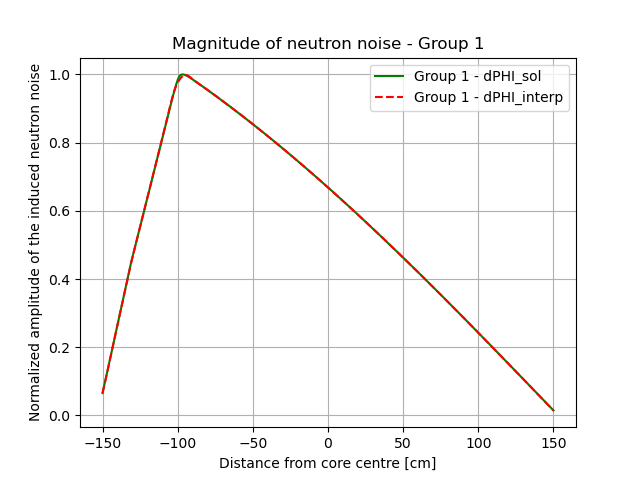 Magnitude of neutron noise - Group 1
Normalized amplitude of the induced neutron noise
1.0
0.8
0.6
0.4
0.2
0.0
Group 1 - dPHI_sol
Group 1 - dPHI_interp
−150
−100
−50
0
50
100
150
Distance from core centre [cm]